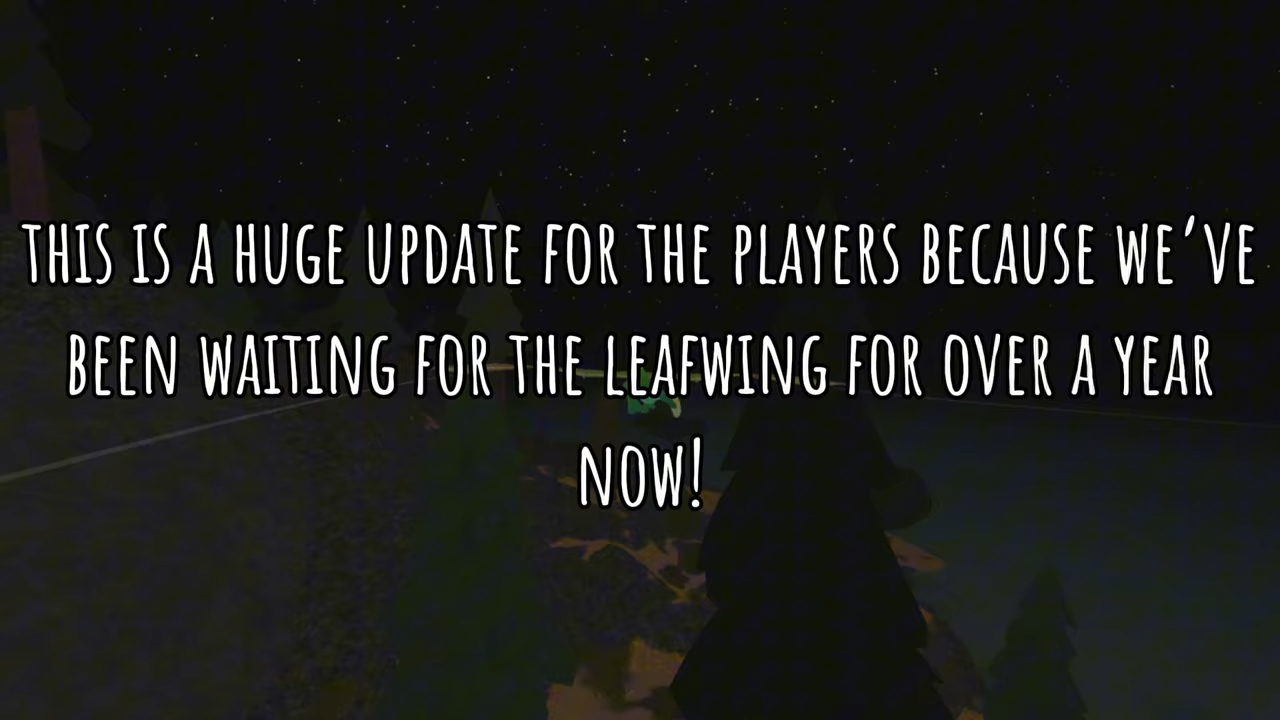 THIS IS A HUGE UPDATE FOR THE PLAYERS BECAUSE WE'VE
BEEN WAITING FOR THE LEAFWING FOR OVER A YEAR
NOW!